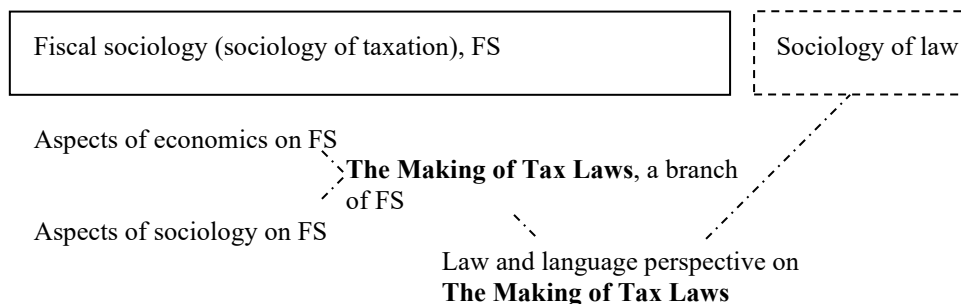 Fiscal sociology (sociology of taxation), FS
Sociology of law
Aspects of economics on FS
The Making of Tax Laws, a branch
of FS
Aspects of sociology on FS
Law and language perspective on
The Making of Tax Laws